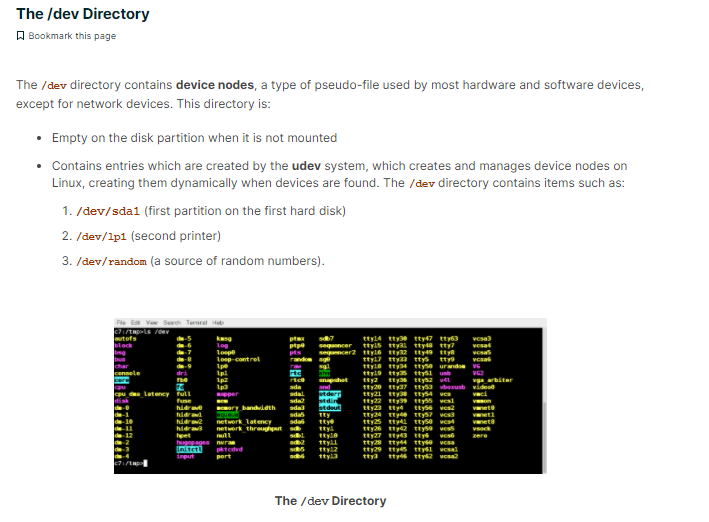 The /dev Directory
Bookmark this page
The /dev directory contains device nodes, a type of pseudo-file used by most hardware and software devices,
except for network devices. This directory is:
• Empty on the disk partition when it is not mounted
• Contains entries which are created by the udev system, which creates and manages device nodes on
Linux, creating them dynamically when devices are found. The /dev directory contains items such as:
1. /dev/sda1 (first partition on the first hard disk)
2. /dev/lp1 (second printer)
3. /dev/random (a source of random numbers).
File Edit View Search Terminal Help
c7:/tmp>ls /dev
autofs dm-5 kmsg ptmx sdb7 tty14 tty30 tty47 tty63 vcsa3
block dm-6 log ptp0 sequencer tty15 tty31 tty48 tty7 vcsa4
bsg dm-7 loop0 pts sequencer2 tty16 tty32 tty49 tty8 vcsa5
bus dm-8 loop-control random sg0 tty17 tty33 tty5 tty9 vcsa6
char dm-9 lp0 raw sg1 tty18 tty34 tty50 urandom VG
console dri lp1 rtc tty19 tty35 tty51 usb VG2
core fb0 lp2 rtc0 snapshot tty2 tty36 tty52 v4l vga_arbiter
cpu fd lp3 sda snd tty20 tty37 tty53 vboxusb video0
cpu_dma_latency full mapper sda1 stderr tty21 tty38 tty54 vcs vmci
disk fuse mem sda2 stdin tty22 tty39 tty55 vcs1 vmmon
dm-0 hidraw0 memory_bandwidth sda3 stdout tty23 tty4 tty56 vcs2 vmnet0
dm-1 hidraw1 mqueue sda5 tty tty24 tty40 tty57 vcs3 vmnet1
dm-10 hidraw2 network_latency sda6 tty0 tty25 tty41 tty58 vcs4 vmnet8
dm-11 hidraw3 network_throughput sdb tty1 tty26 tty42 tty59 vcs5 vsock
dm-12 hpet null sdb1 tty10 tty27 tty43 tty6 vcs6 zero
dm-2 hugepages nvram sdb2 tty11 tty28 tty44 tty60 vcsa
dm-3 initctl pktcdvd sdb5 tty12 tty29 tty45 tty61 vcsa1
dm-4 input port sdb6 tty13 tty3 tty46 tty62 vcsa2
c7:/tmp>
The /dev Directory